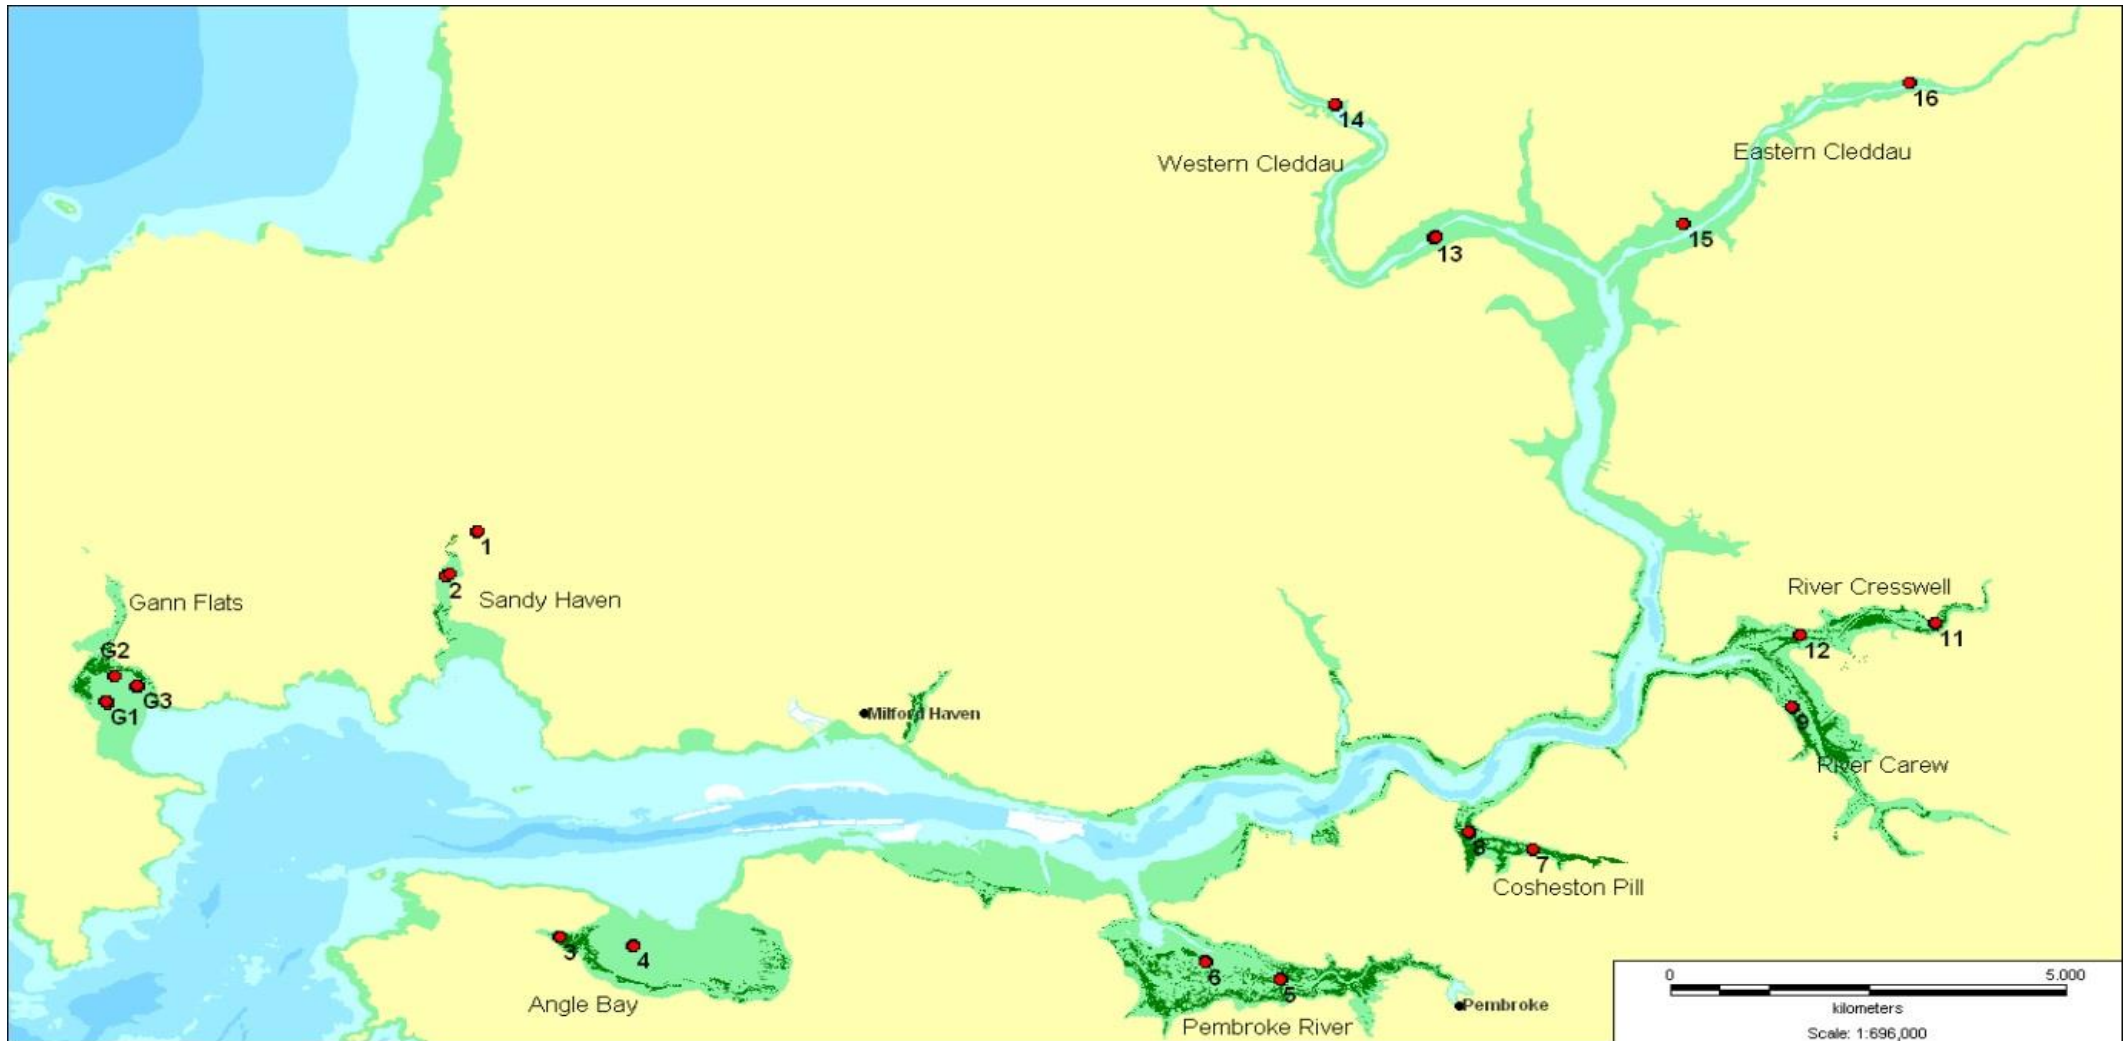 14
16
Western Cleddau
Eastern Cleddau
13
15
1
2
Sandy Haven
Gann Flats
G2
G3
G1
River Cresswell
11
12
9
River Carew
Milford Haven
8
7
Cosheston Pill
3
4
Angle Bay
6
5
Pembroke River
Pembroke
0
5.000
kilometers
Scale: 1:696,000